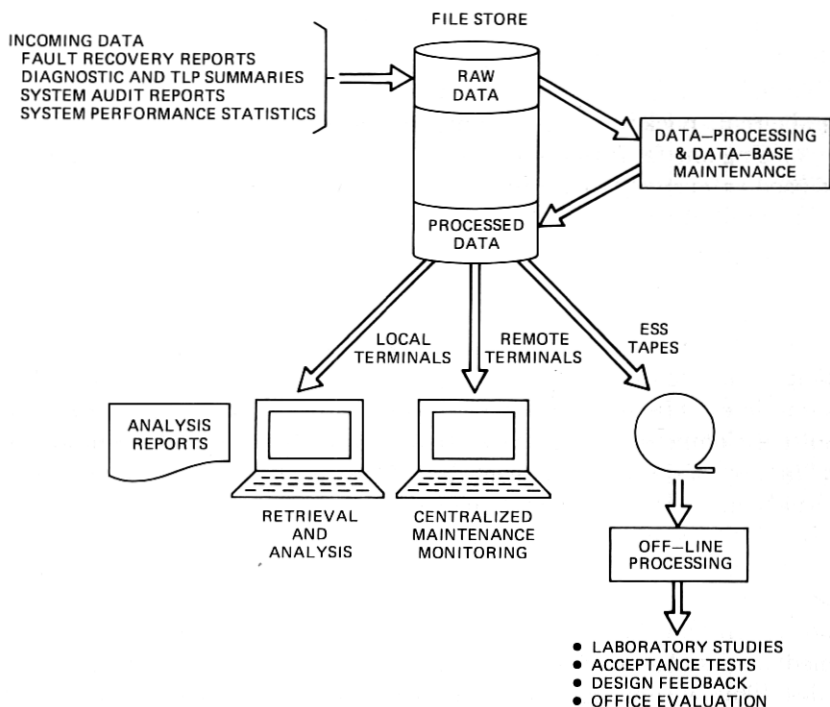 FILE STORE
INCOMING DATA
FAULT RECOVERY REPORTS
DIAGNOSTIC AND TLP SUMMARIES
SYSTEM AUDIT REPORTS
SYSTEM PERFORMANCE STATISTICS
RAW
DATA
DATA–PROCESSING
& DATA–BASE
MAINTENANCE
PROCESSED
DATA
LOCAL
TERMINALS
REMOTE
TERMINALS
ESS
TAPES
ANALYSIS
REPORTS
RETRIEVAL
AND
ANALYSIS
CENTRALIZED
MAINTENANCE
MONITORING
OFF–LINE
PROCESSING
● LABORATORY STUDIES
● ACCEPTANCE TESTS
● DESIGN FEEDBACK
● OFFICE EVALUATION